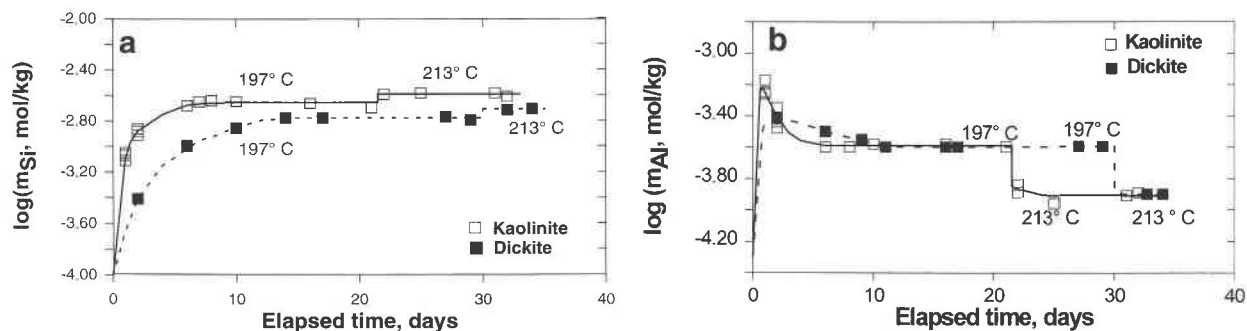 a
-2,00
-2.40
-2.80
-3.20
-3.60
-4.00
log(mSi, mol/kg)
197° C
213° C
197° C
213° C
Kaolinite
Dickite
0
10
20
30
40
Elapsed time, days
b
-3.00
-3.40
-3.80
-4.20
log (mAl, mol/kg)
Kaolinite
Dickite
197° C
197° C
213° C
213 ° C
0
10
20
30
40
Elapsed time, days